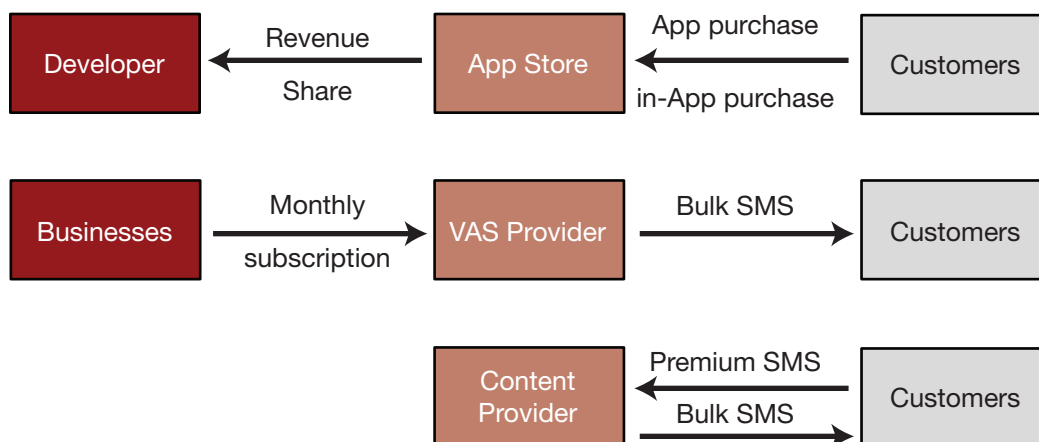 Developer
Revenue
Share
App Store
App purchase
in-App purchase
Customers
Businesses
Monthly
subscription
VAS Provider
Bulk SMS
Customers
Content
Provider
Premium SMS
Bulk SMS
Customers